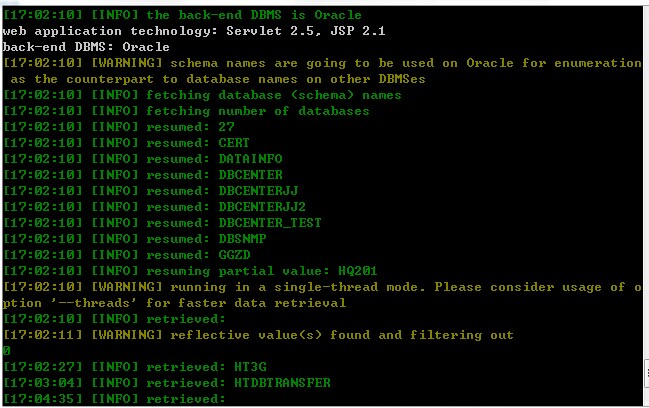 [17:02:10] [INFO] the back-end DBMS is Oracle
web application technology: Servlet 2.5, JSP 2.1
back-end DBMS: Oracle
[17:02:10] [WARNING] schema names are going to be used on Oracle for enumeration
 as the counterpart to database names on other DBMSes
[17:02:10] [INFO] fetching database (schema) names
[17:02:10] [INFO] fetching number of databases
[17:02:10] [INFO] resumed: 27
[17:02:10] [INFO] resumed: CERT
[17:02:10] [INFO] resumed: DATAINFO
[17:02:10] [INFO] resumed: DBCENTER
[17:02:10] [INFO] resumed: DBCENTERJJ
[17:02:10] [INFO] resumed: DBCENTERJJ2
[17:02:10] [INFO] resumed: DBCENTER_TEST
[17:02:10] [INFO] resumed: DBSNMP
[17:02:10] [INFO] resumed: GGZD
[17:02:10] [INFO] resuming partial value: HQ201
[17:02:10] [WARNING] running in a single-thread mode. Please consider usage of o
ption '--threads' for faster data retrieval
[17:02:10] [INFO] retrieved:
[17:02:11] [WARNING] reflective value(s) found and filtering out
0
[17:02:27] [INFO] retrieved: HT3G
[17:03:04] [INFO] retrieved: HTDBTRANSFER
[17:04:35] [INFO] retrieved: